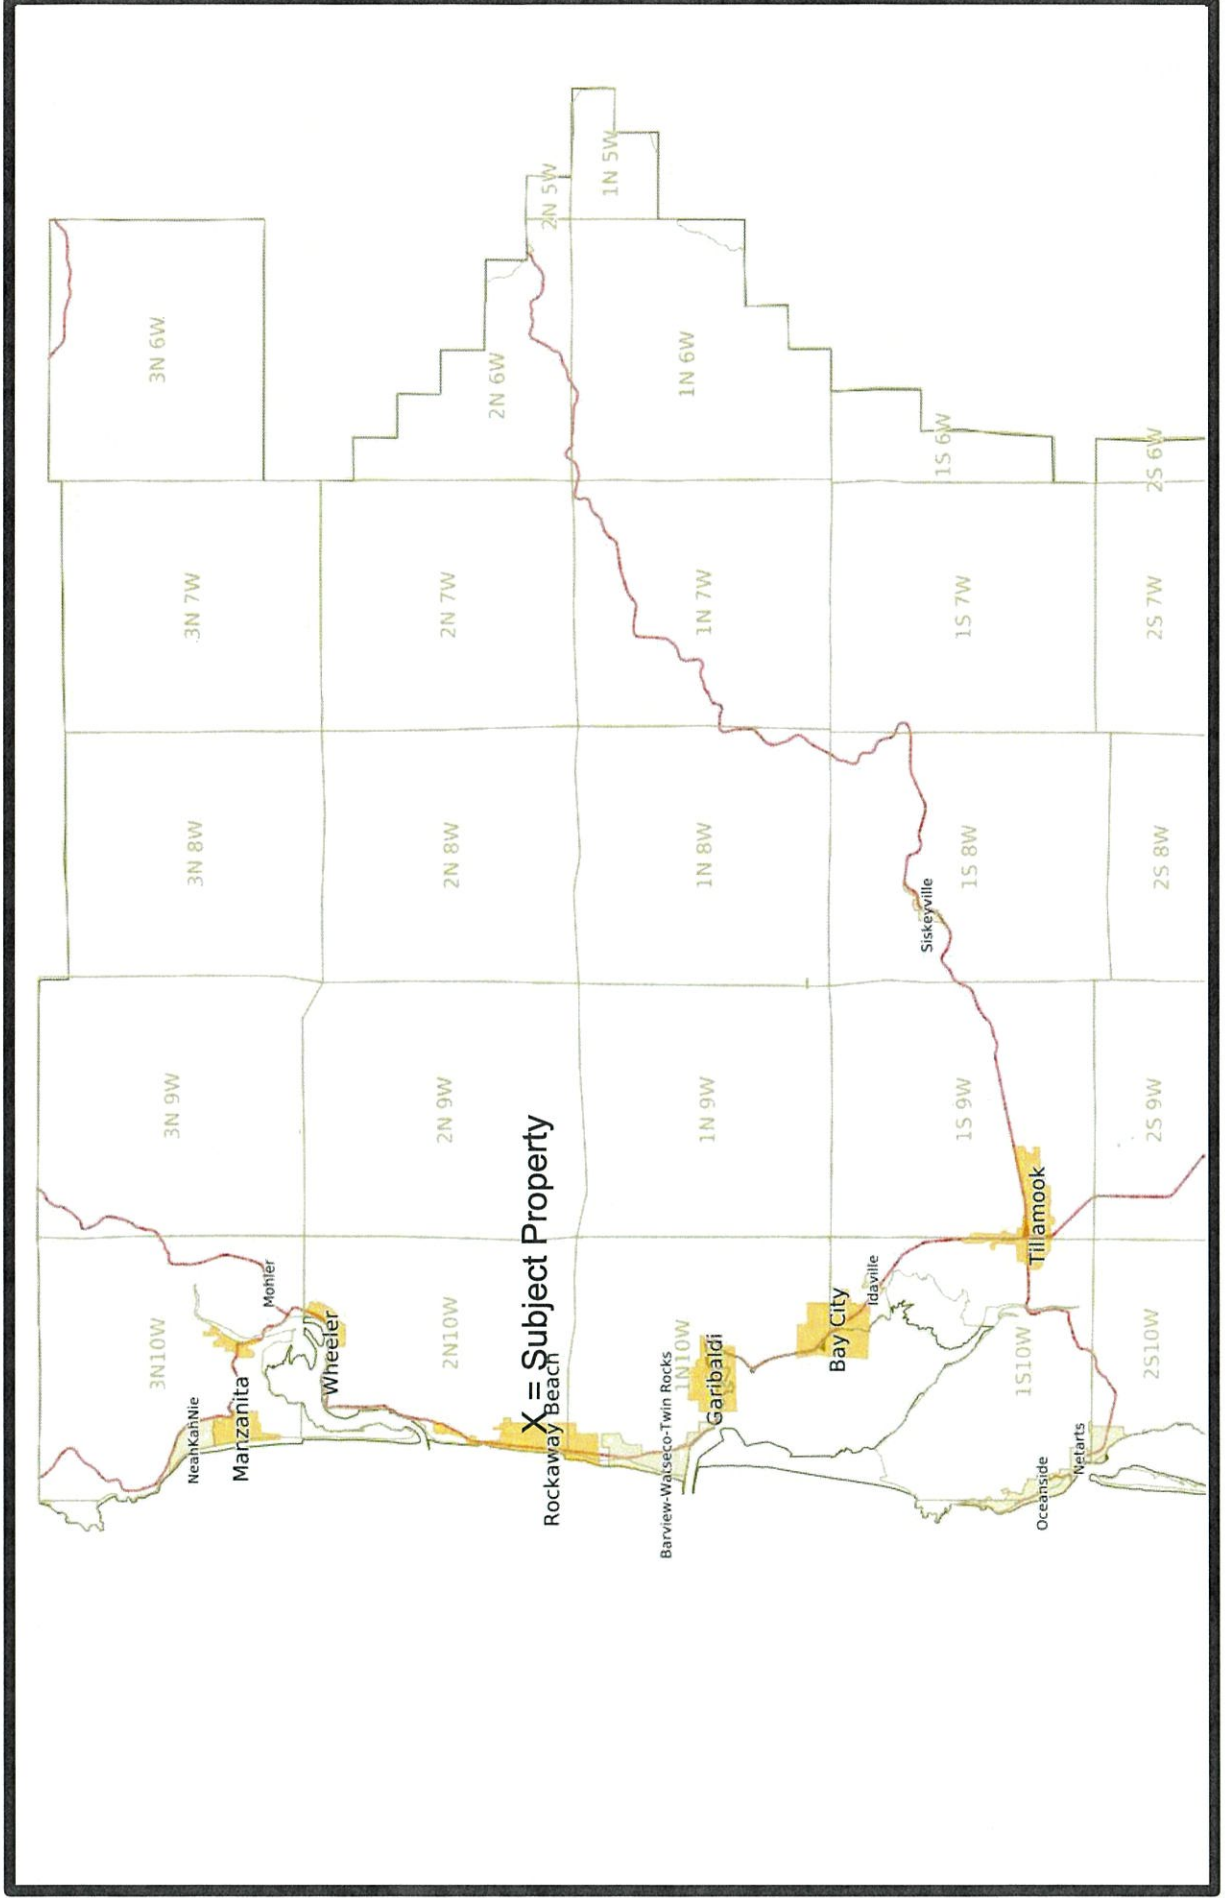 3N10W
3N 9W
3N 8W
3N 7W
3N 6W
NeahKahNie
Manzanita
Mohler
Wheeler
2N10W
2N 9W
2N 8W
2N 7W
2N 6W
2N 5W
X = Subject Property
Rockaway Beach
1N 5W
Barview-Watseco-Twin Rocks
1N10W
1N 9W
1N 8W
1N 7W
1N 6W
Garibaldi
Bay City
Idaville
Siskeyville
1S10W
1S 9W
1S 8W
1S 7W
1S 6W
Tillamook
Oceanside
Netarts
2S10W
2S 9W
2S 8W
2S 7W
2S 6W